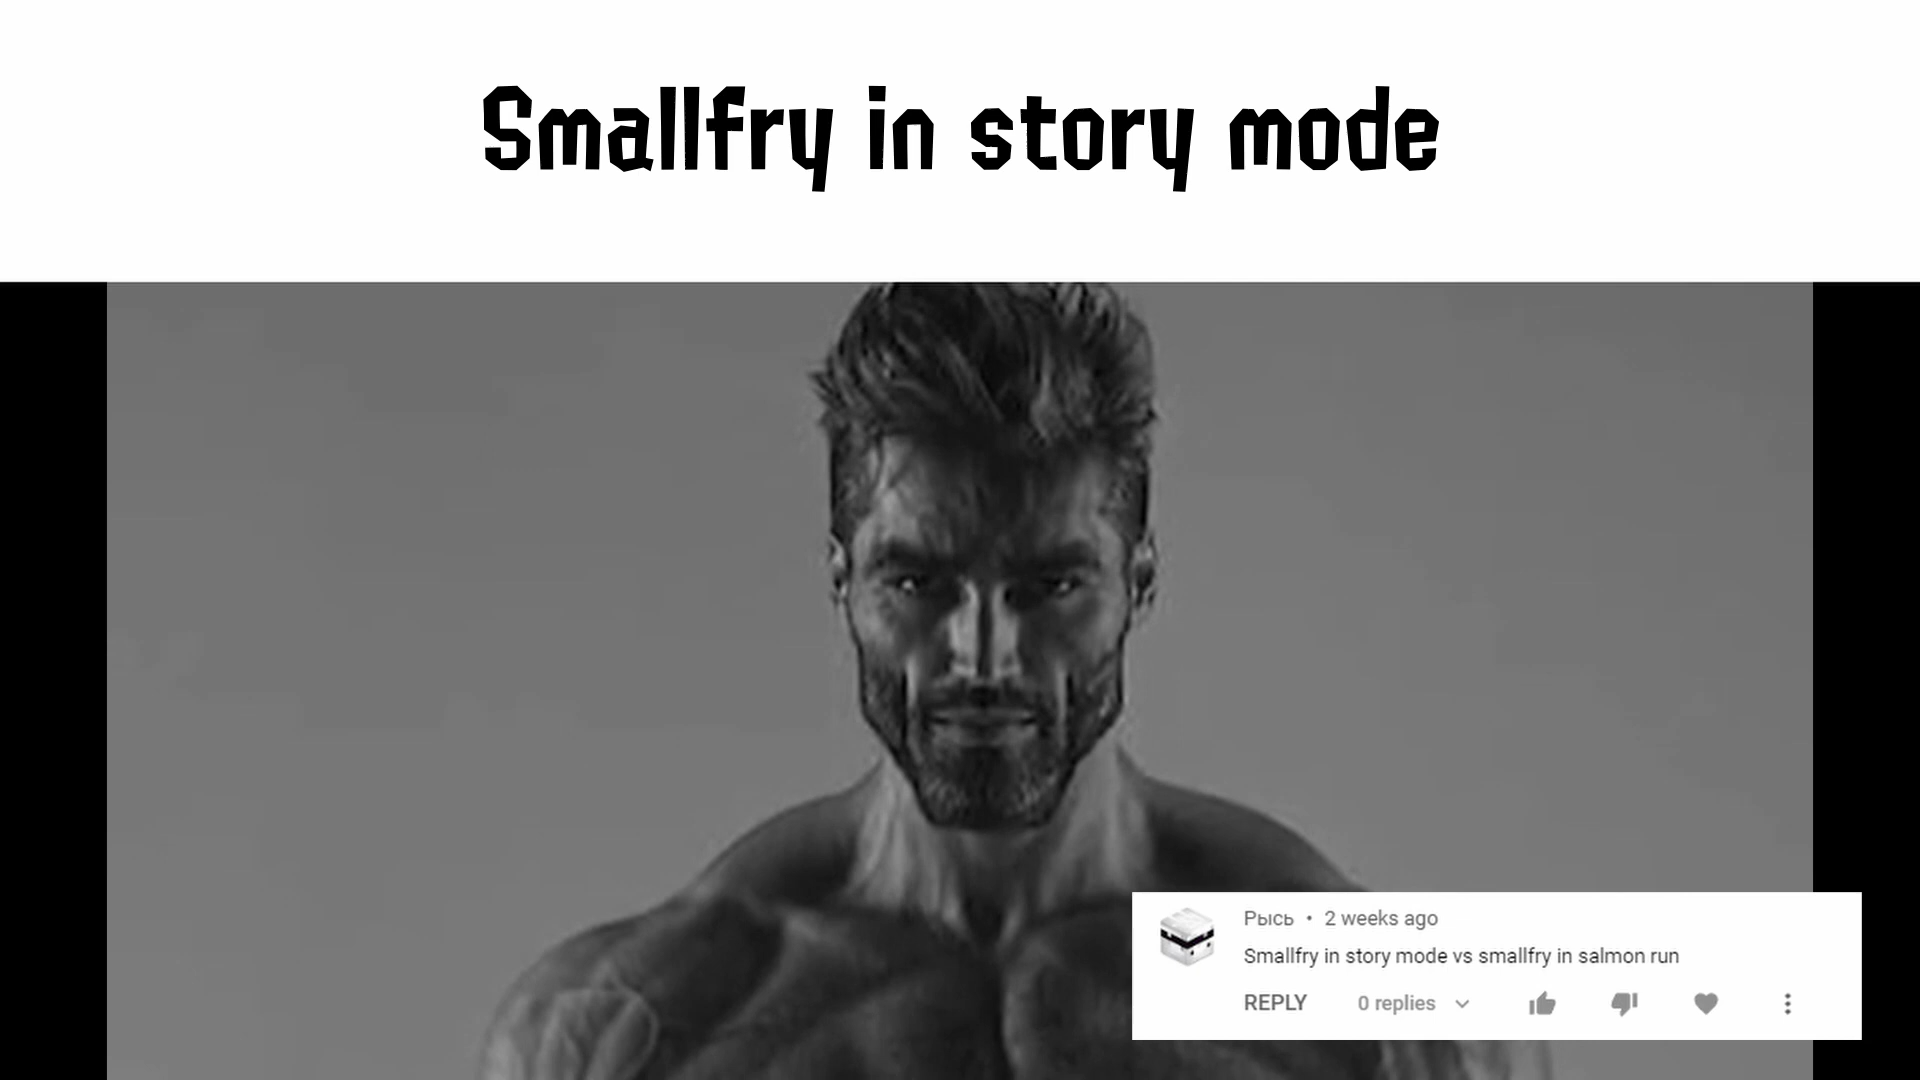 Smallfry in story mode
Рысь • 2 weeks ago
Smallfry in story mode vs smallfry in salmon run
REPLY 0 replies